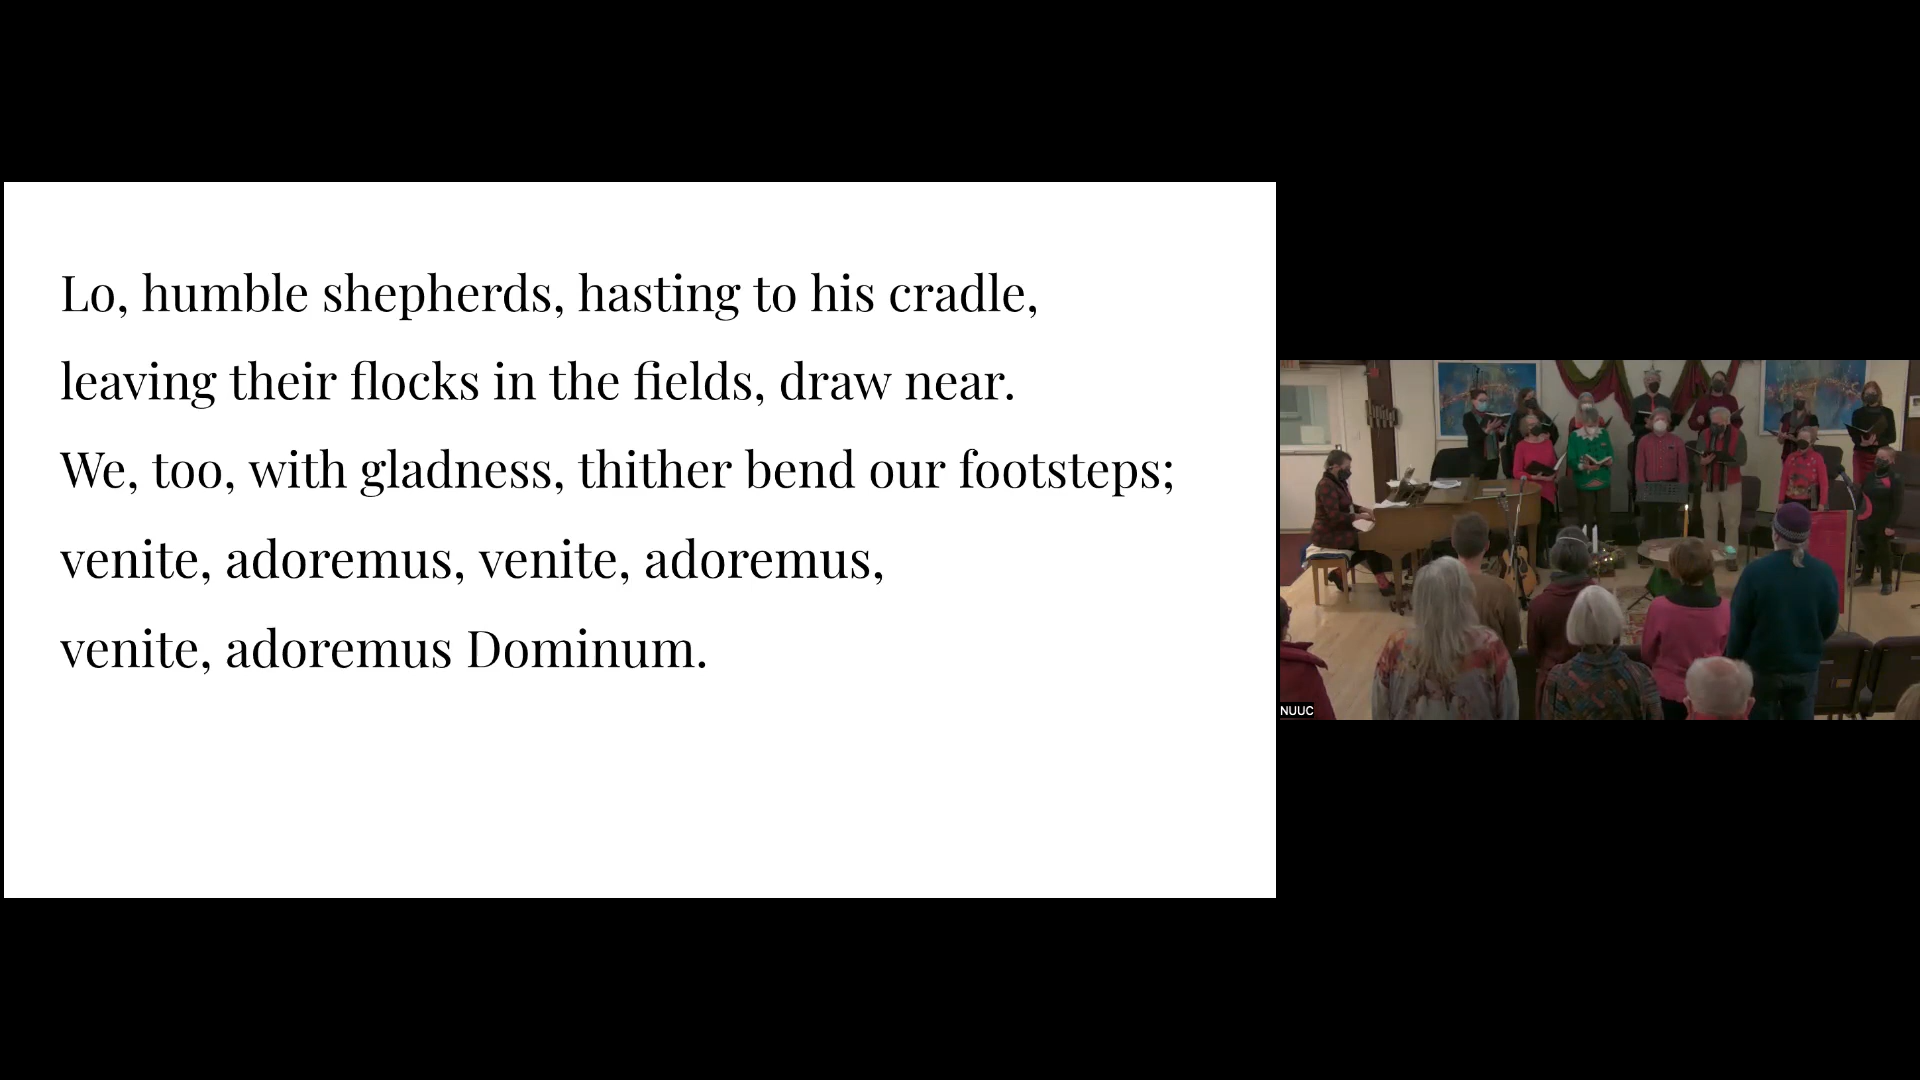 Lo, humble shepherds, hasting to his cradle,
leaving their flocks in the fields, draw near.
We, too, with gladness, thither bend our footsteps;
venite, adoremus, venite, adoremus,
venite, adoremus Dominum.
NUUC